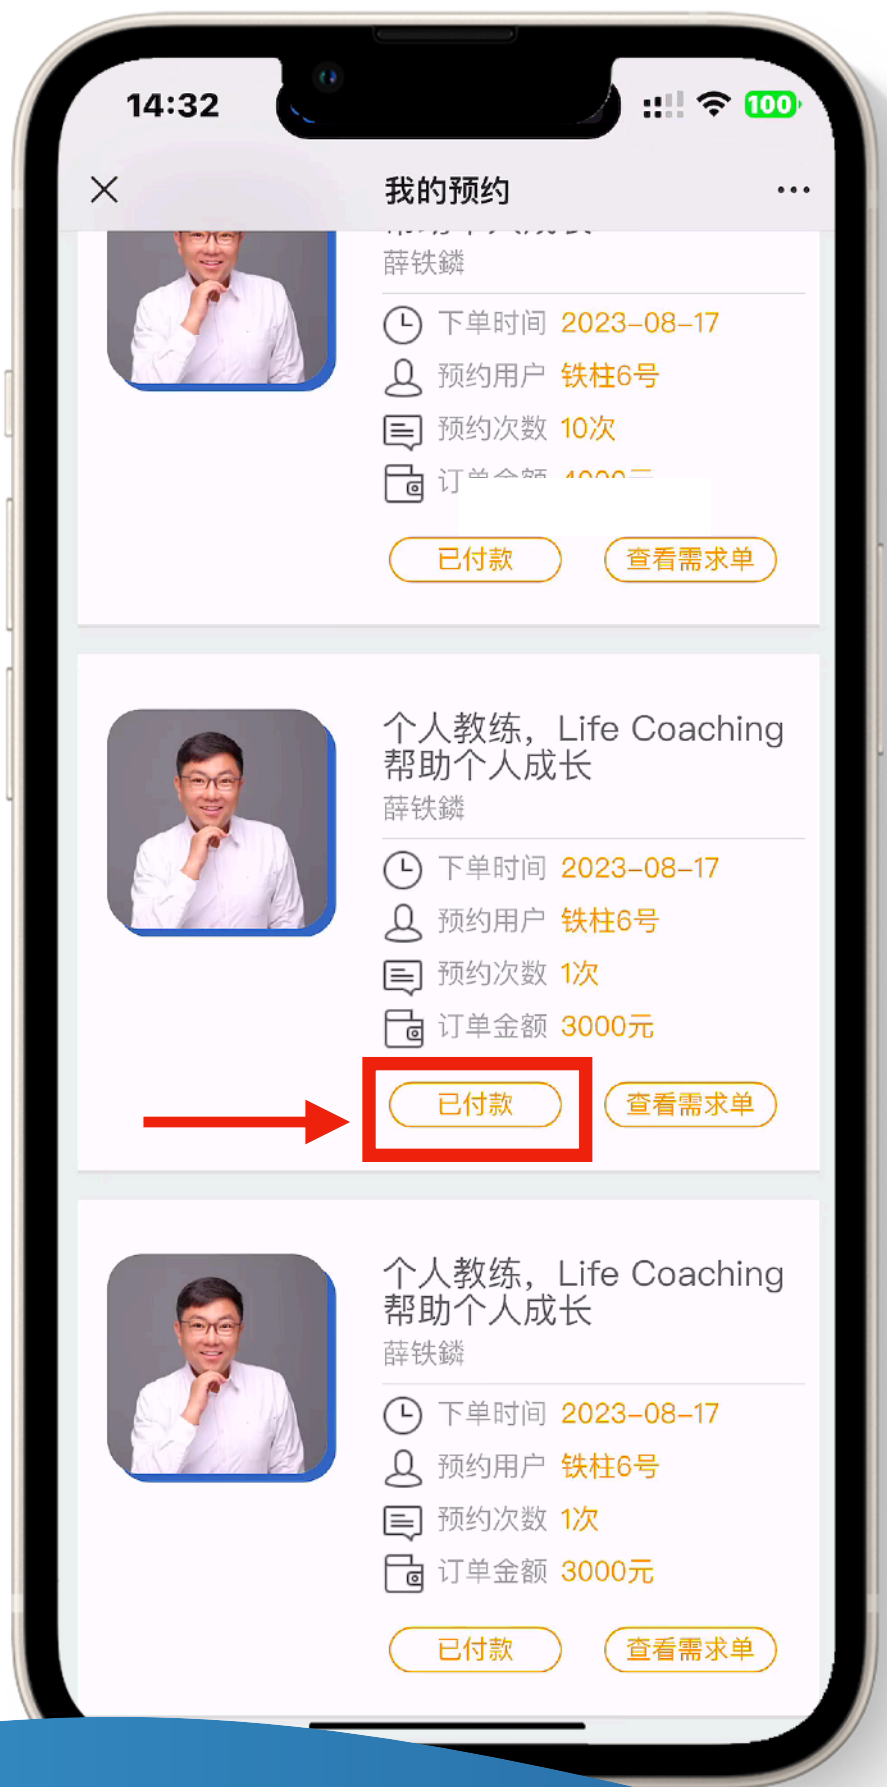 14:32
100
我的预约
薛铁鳞
下单时间 2023-08-17
预约用户 铁柱6号
预约次数 10次
已付款 查看需求单
个人教练，Life Coaching
帮助个人成长
薛铁鳞
下单时间 2023-08-17
预约用户 铁柱6号
预约次数 1次
订单金额 3000元
已付款 查看需求单
个人教练，Life Coaching
帮助个人成长
薛铁鳞
下单时间 2023-08-17
预约用户 铁柱6号
预约次数 1次
订单金额 3000元
已付款 查看需求单